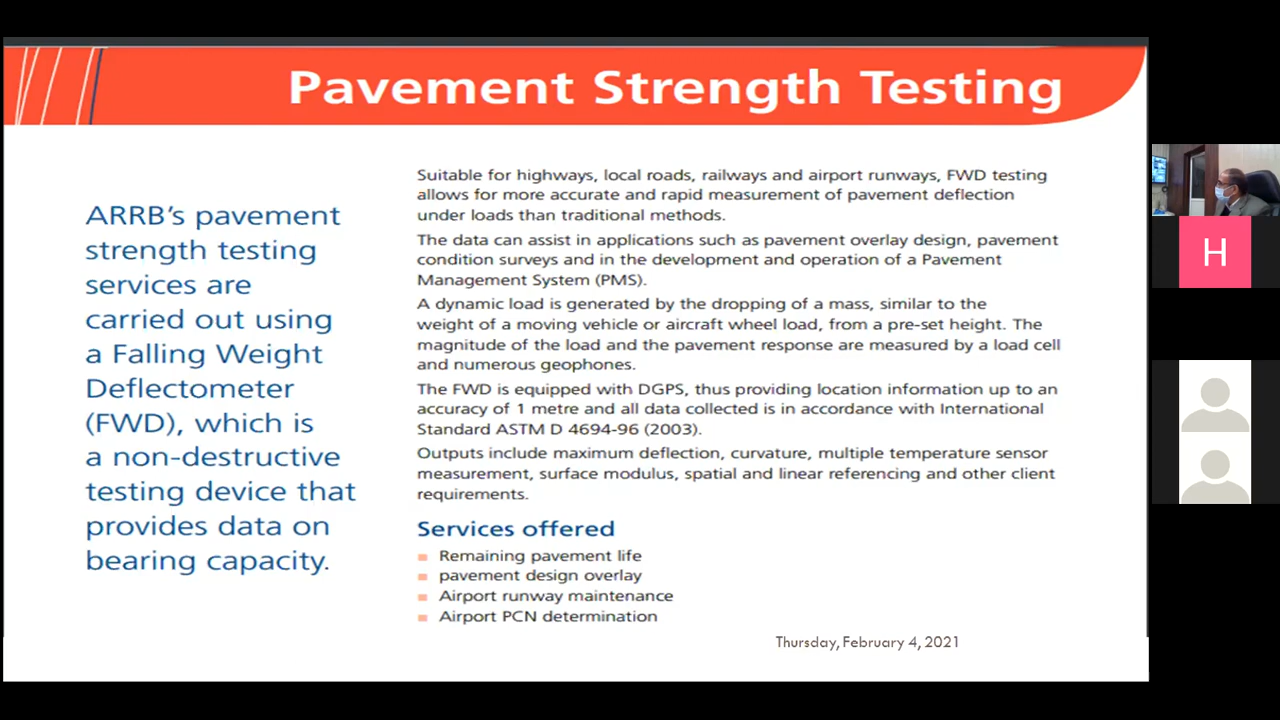 Pavement Strength Testing
ARRB's pavement
strength testing
services are
carried out using
a Falling Weight
Deflectometer
(FWD), which is
a non-destructive
testing device that
provides data on
bearing capacity.
Suitable for highways, local roads, railways and airport runways, FWD testing
allows for more accurate and rapid measurement of pavement deflection
under loads than traditional methods.
The data can assist in applications such as pavement overlay design, pavement
condition surveys and in the development and operation of a Pavement
Management System (PMS).
A dynamic load is generated by the dropping of a mass, similar to the
weight of a moving vehicle or aircraft wheel load, from a pre-set height. The
magnitude of the load and the pavement response are measured by a load cell
and numerous geophones.
The FWD is equipped with DGPS, thus providing location information up to an
accuracy of 1 metre and all data collected is in accordance with International
Standard ASTM D 4694-96 (2003).
Outputs include maximum deflection, curvature, multiple temperature sensor
measurement, surface modulus, spatial and linear referencing and other client
requirements.
Services offered
Remaining pavement life
pavement design overlay
Airport runway maintenance
Airport PCN determination
Thursday, February 4, 2021
H